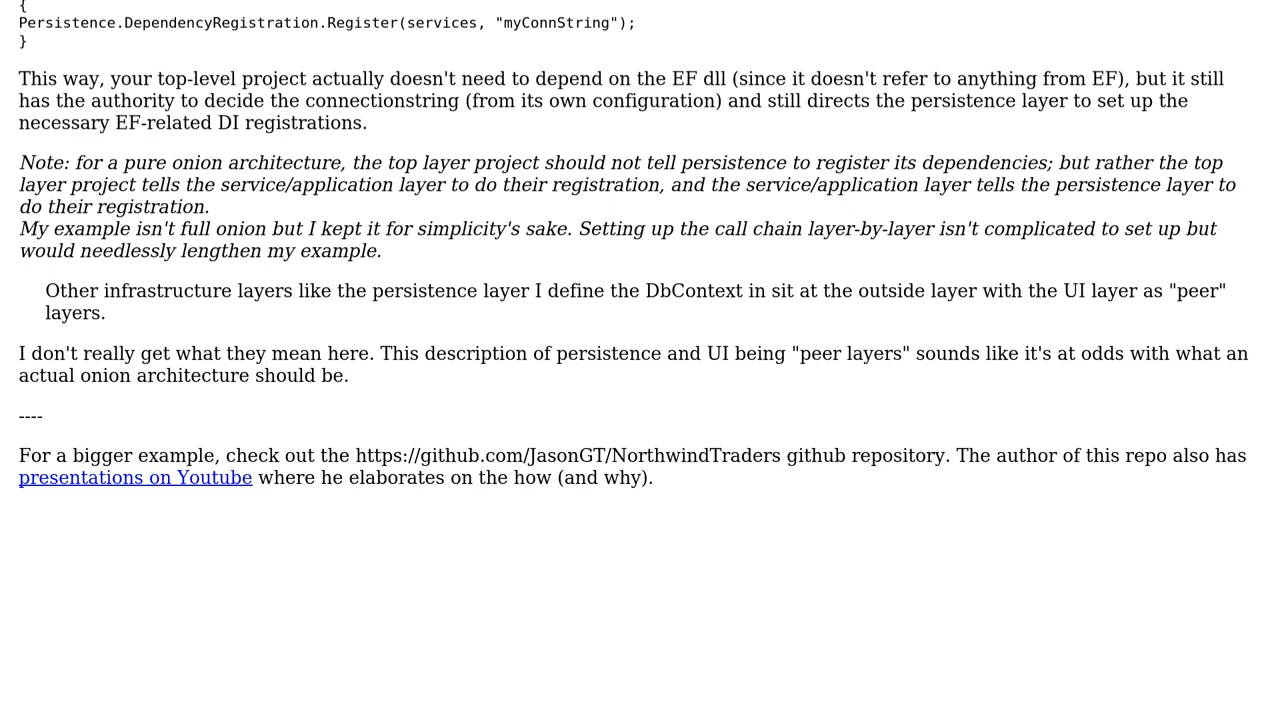 {
Persistence.DependencyRegistration.Register(services, "myConnString");
}
This way, your top-level project actually doesn't need to depend on the EF dll (since it doesn't refer to anything from EF), but it still
has the authority to decide the connectionstring (from its own configuration) and still directs the persistence layer to set up the
necessary EF-related DI registrations.
Note: for a pure onion architecture, the top layer project should not tell persistence to register its dependencies; but rather the top
layer project tells the service/application layer to do their registration, and the service/application layer tells the persistence layer to
do their registration.
My example isn't full onion but I kept it for simplicity's sake. Setting up the call chain layer-by-layer isn't complicated to set up but
would needlessly lengthen my example.
Other infrastructure layers like the persistence layer I define the DbContext in sit at the outside layer with the UI layer as "peer"
layers.
I don't really get what they mean here. This description of persistence and UI being "peer layers" sounds like it's at odds with what an
actual onion architecture should be.
----
For a bigger example, check out the https://github.com/JasonGT/NorthwindTraders github repository. The author of this repo also has
presentations on Youtube where he elaborates on the how (and why).